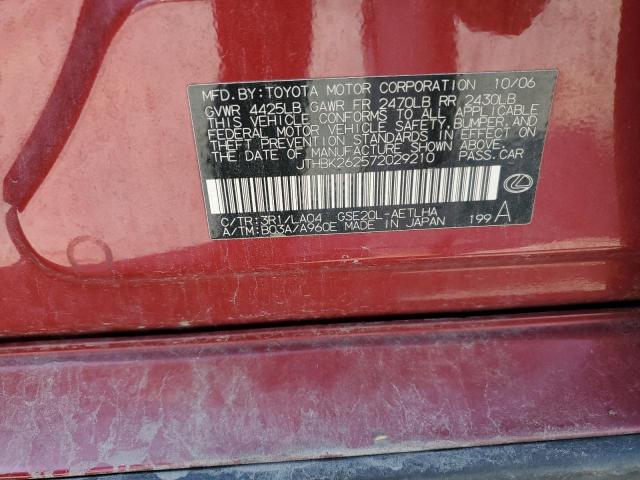 MFD. BY: TOYOTA MOTOR CORPORATION 10/06
GVWR 4425LB GAWR FR 2470LB RR 2430LB
THIS VEHICLE CONFORMS TO ALL APPLICABLE
FEDERAL MOTOR VEHICLE SAFETY, BUMPER, AND
THEFT PREVENTION STANDARDS IN EFFECT ON
THE DATE OF MANUFACTURE SHOWN ABOVE.
JTHBK262572029210 PASS. CAR
C/TR: 3R1/LA04 GSE20L-AETLHA
A/TM: B03A/A960E MADE IN JAPAN 199 A